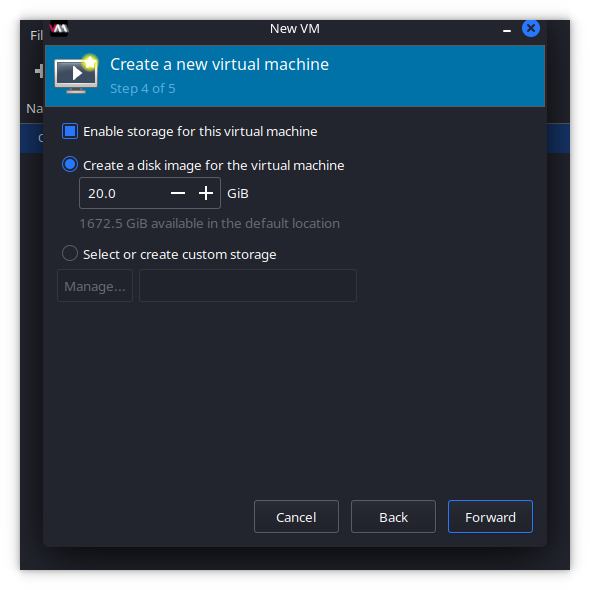 New VM
Fil
Create a new virtual machine
Step 4 of 5
Na
Enable storage for this virtual machine
Create a disk image for the virtual machine
20.0 GiB
1672.5 GiB available in the default location
Select or create custom storage
Manage...
Cancel Back Forward